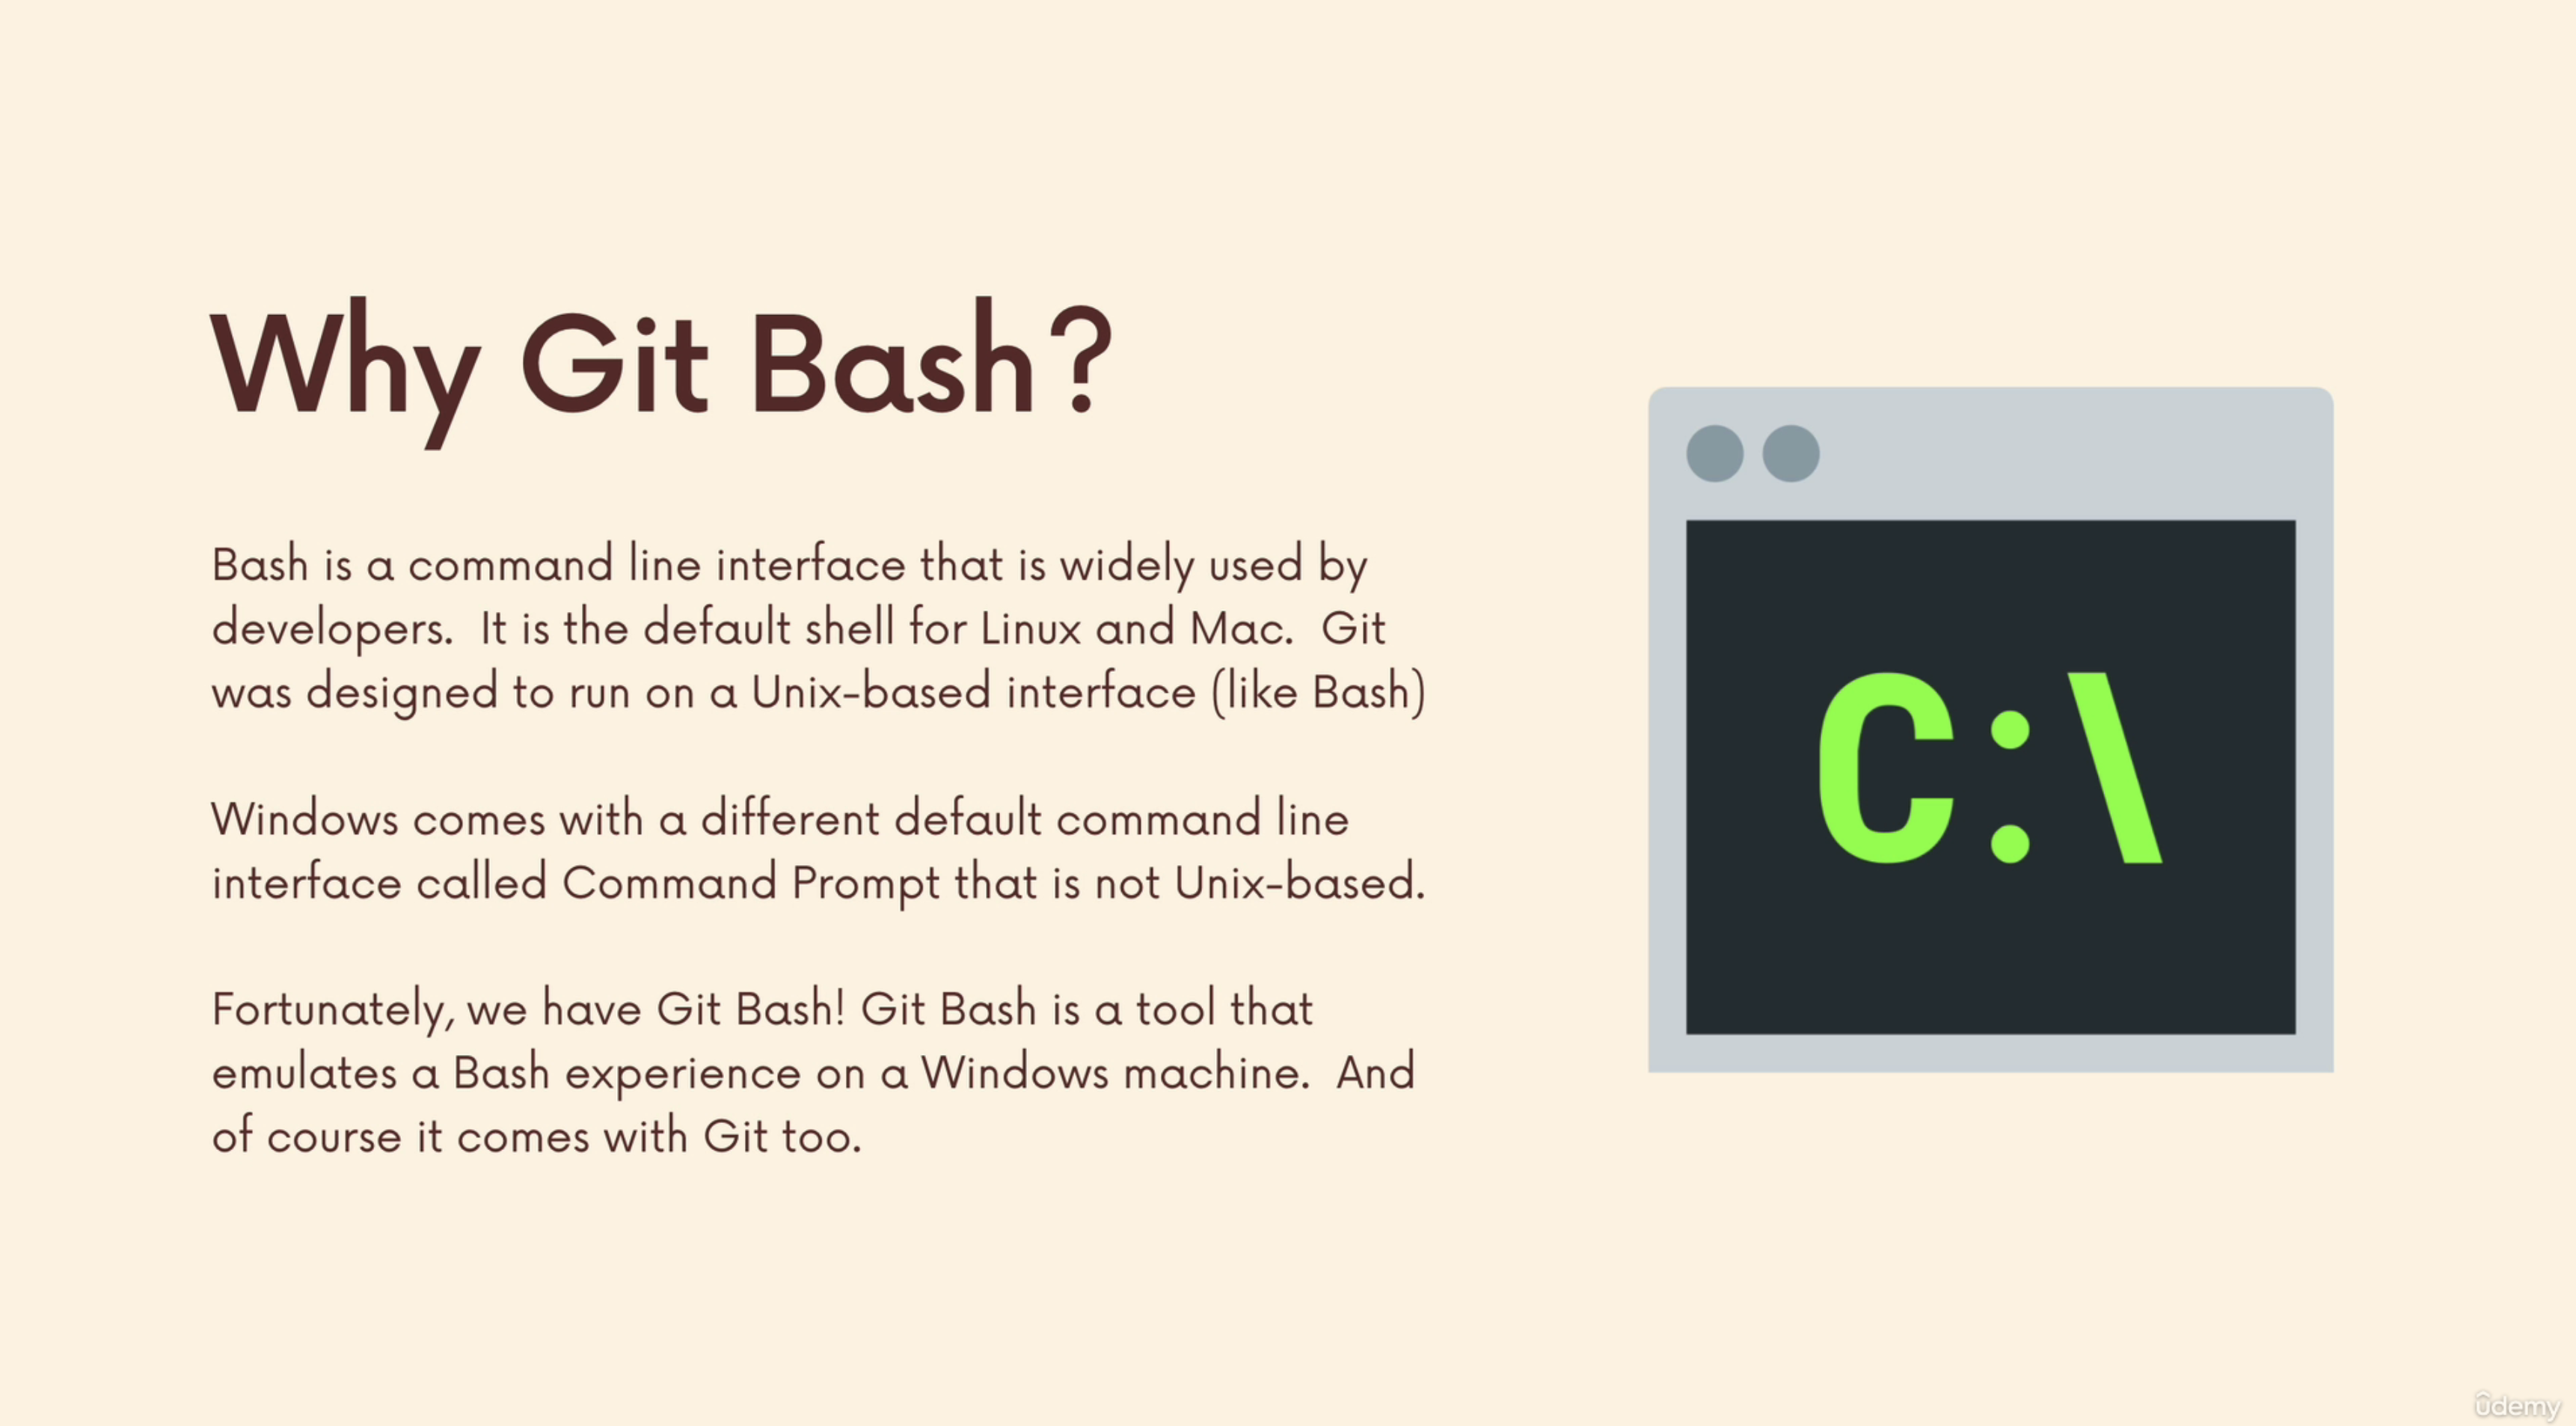 Why Git Bash?
Bash is a command line interface that is widely used by
developers.  It is the default shell for Linux and Mac.  Git
was designed to run on a Unix-based interface (like Bash)
Windows comes with a different default command line
interface called Command Prompt that is not Unix-based.
Fortunately, we have Git Bash! Git Bash is a tool that
emulates a Bash experience on a Windows machine.  And
of course it comes with Git too.
C:\
ûdemy